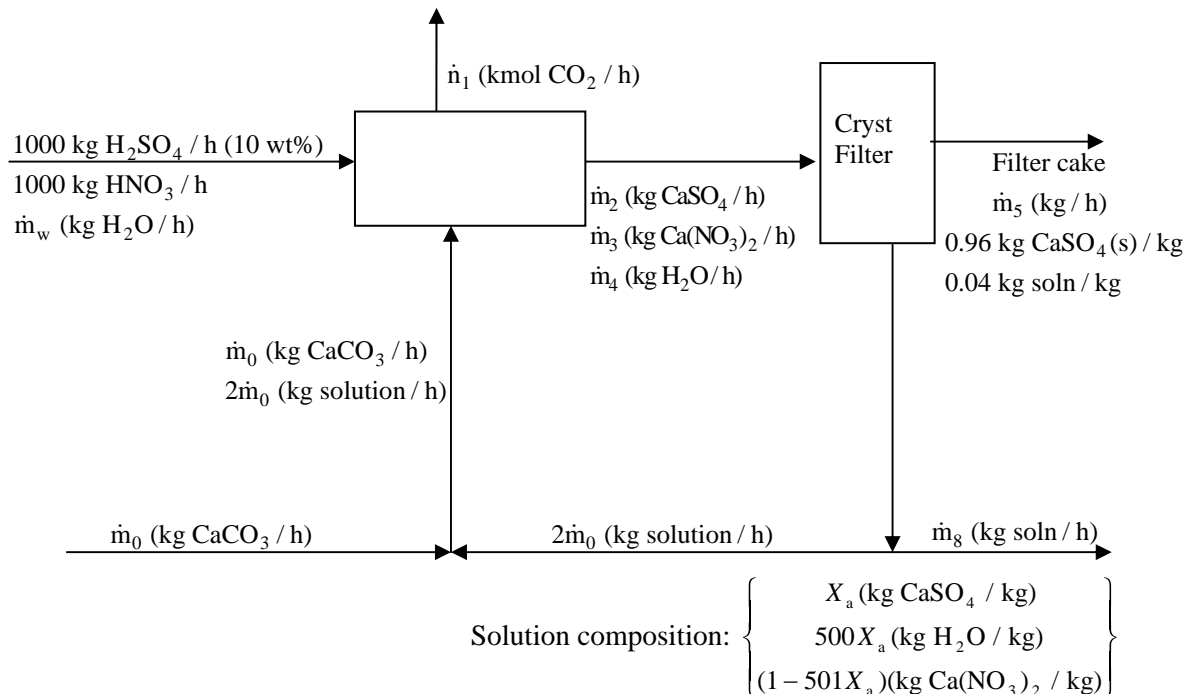 ṅ₁ (kmol CO₂ / h)
1000 kg H₂SO₄ / h (10 wt%)
1000 kg HNO₃ / h
ṁw (kg H₂O / h)
Cryst
Filter
Filter cake
ṁ₅ (kg / h)
0.96 kg CaSO₄ (s) / kg
0.04 kg soln / kg
ṁ₂ (kg CaSO₄ / h)
ṁ₃ (kg Ca(NO₃)₂ / h)
ṁ₄ (kg H₂O / h)
ṁ₀ (kg CaCO₃ / h)
2ṁ₀ (kg solution / h)
ṁ₀ (kg CaCO₃ / h)
2ṁ₀ (kg solution / h)
ṁ₈ (kg soln / h)
Solution composition:
Xₐ (kg CaSO₄ / kg)
500Xₐ (kg H₂O / kg)
(1 − 501Xₐ) (kg Ca(NO₃)₂ / kg)